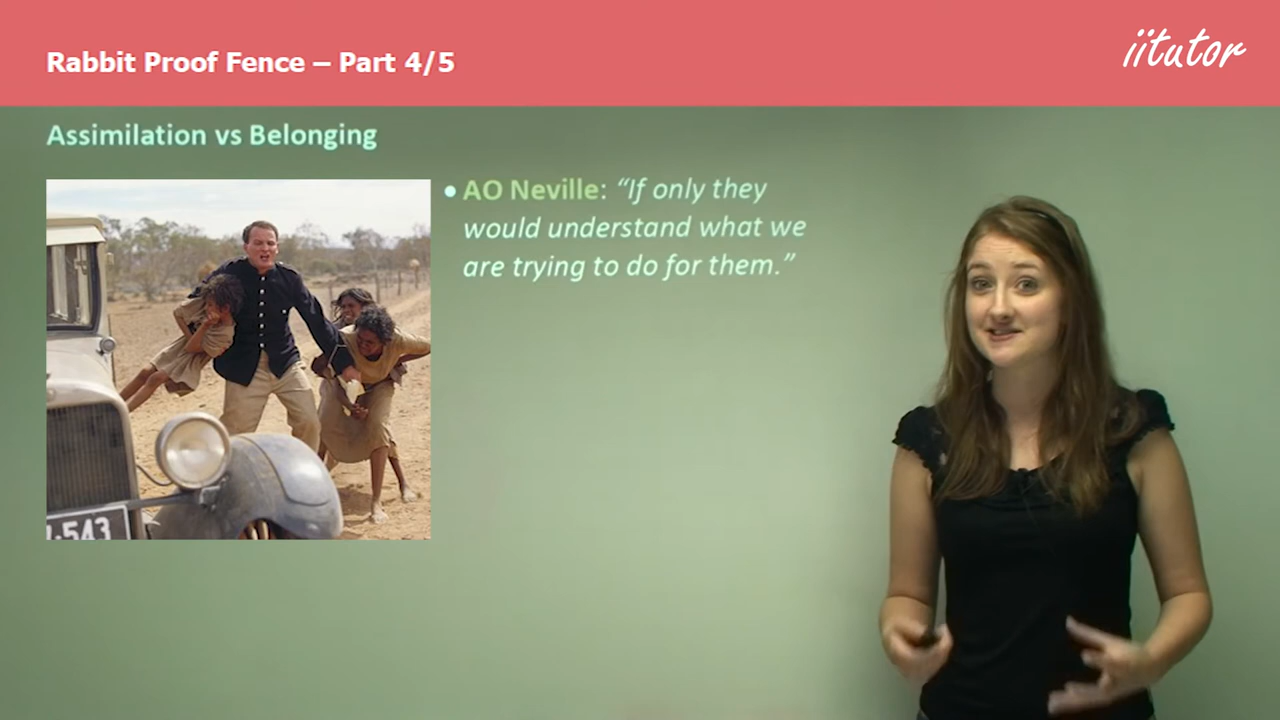 Rabbit Proof Fence – Part 4/5
iitutor
Assimilation vs Belonging
• AO Neville: “If only they
would understand what we
are trying to do for them.”
-543